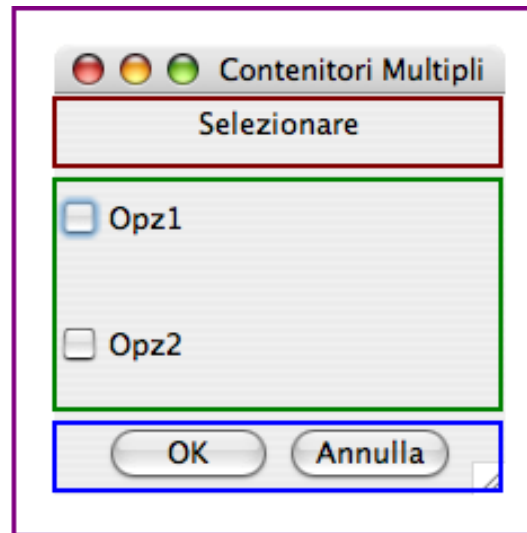 Contenitori Multipli
Selezionare
Opz1
Opz2
OK Annulla